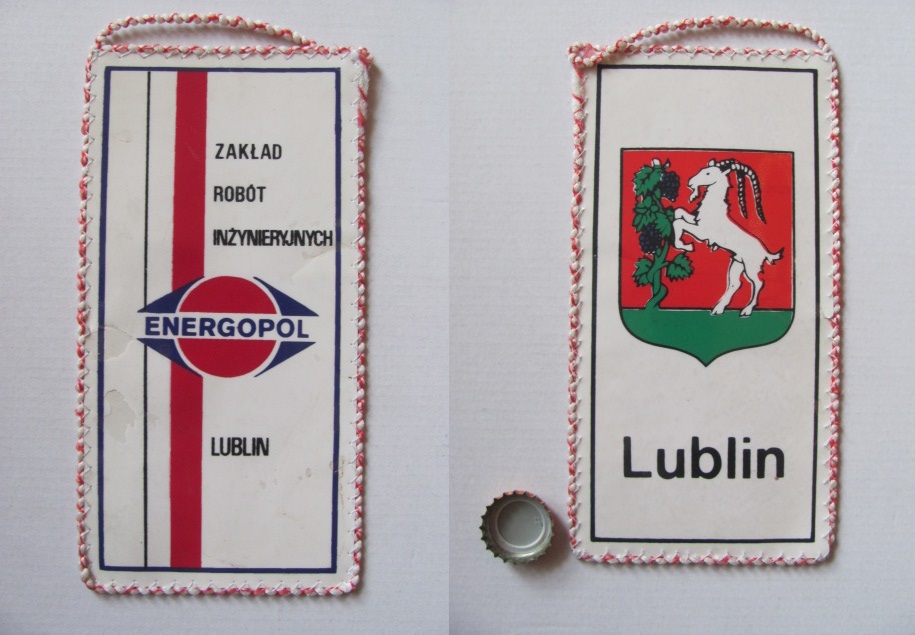 ZAKŁAD
ROBÓT
INŻYNIERYJNYCH
ENERGOPOL
LUBLIN
Lublin